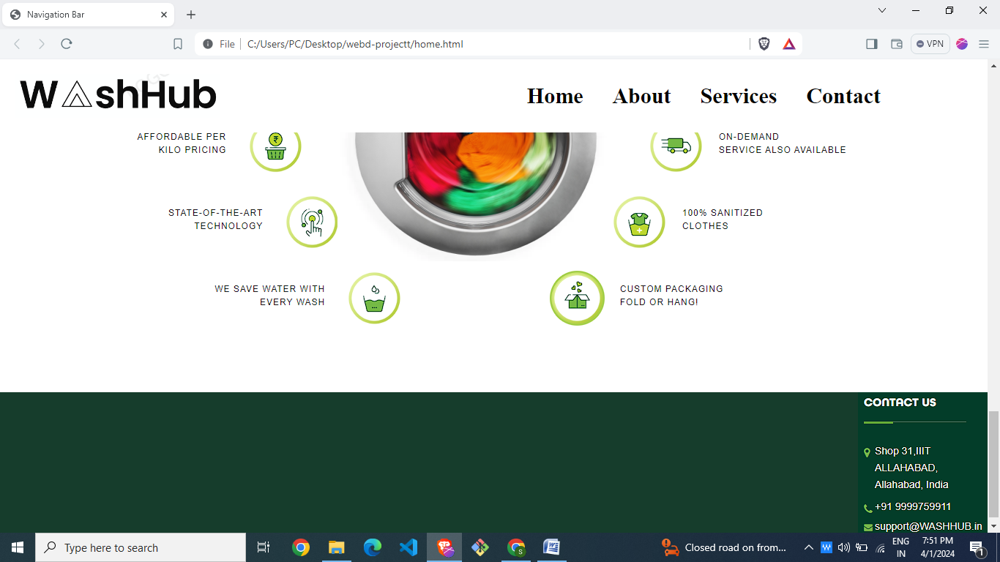 Navigation Bar
File
C:/Users/PC/Desktop/webd-projectt/home.html
VPN
WashHub
Home About Services Contact
AFFORDABLE PER
KILO PRICING
ON-DEMAND
SERVICE ALSO AVAILABLE
STATE-OF-THE-ART
TECHNOLOGY
100% SANITIZED
CLOTHES
WE SAVE WATER WITH
EVERY WASH
CUSTOM PACKAGING
FOLD OR HANG!
CONTACT US
Shop 31,IIIT
ALLAHABAD,
Allahabad, India
+91 9999759911
support@WASHHUB.in
Type here to search
Closed road on from...
ENG
IN
7:51 PM
4/1/2024
1